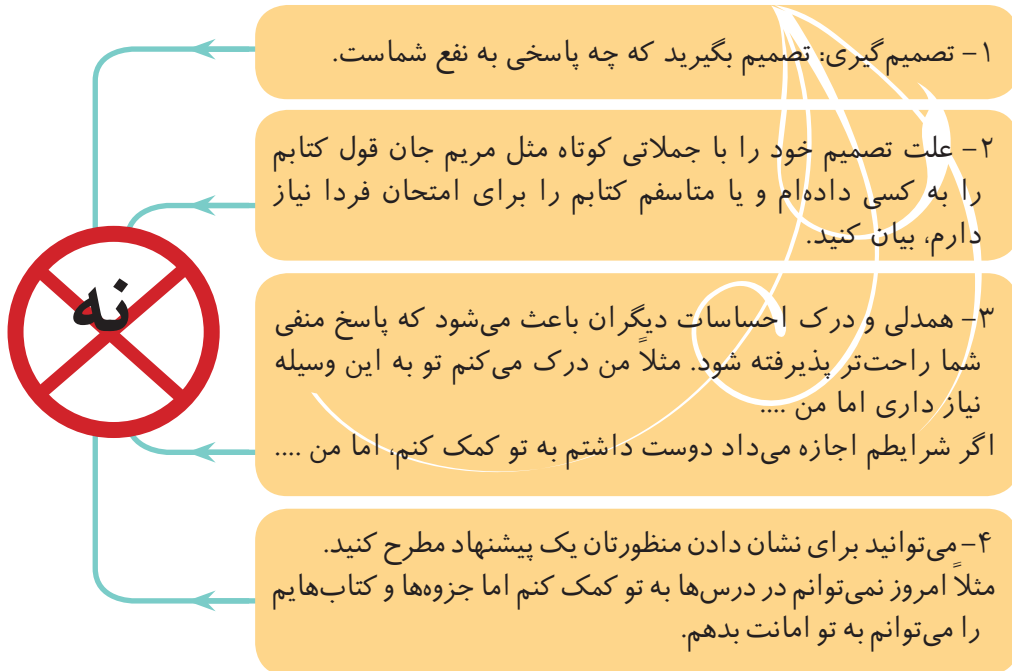 ۱- تصمیم‌گیری: تصمیم بگیرید که چه پاسخی به نفع شماست.
۲- علت تصمیم خود را با جملاتی کوتاه مثل مریم جان قول کتابم
را به کسی داده‌ام و یا متاسفم کتابم را برای امتحان فردا نیاز
دارم، بیان کنید.
۳- همدلی و درک احساسات دیگران باعث می‌شود که پاسخ منفی
شما راحت‌تر پذیرفته شود. مثلاً من درک می‌کنم تو به این وسیله
نیاز داری اما من ....
اگر شرایطم اجازه می‌داد دوست داشتم به تو کمک کنم، اما من ....
۴- می‌توانید برای نشان دادن منظورتان یک پیشنهاد مطرح کنید.
مثلاً امروز نمی‌توانم در درس‌ها به تو کمک کنم اما جزوه‌ها و کتاب‌هایم
را می‌توانم به تو امانت بدهم.
نه